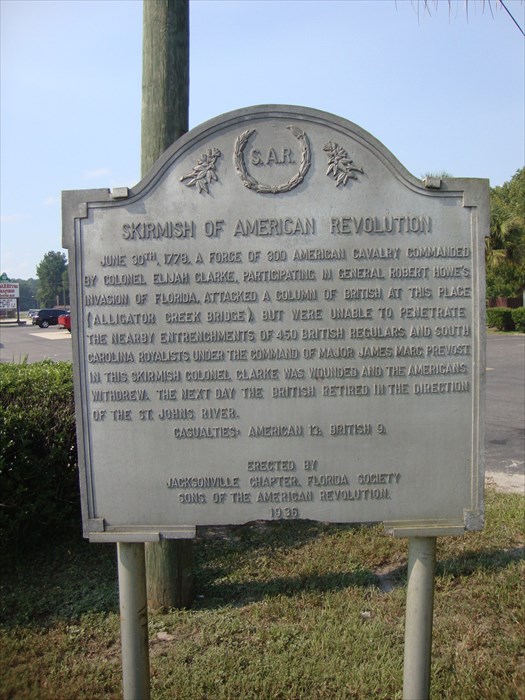 S.A.R.
SKIRMISH OF AMERICAN REVOLUTION
JUNE 30TH, 1778, A FORCE OF 300 AMERICAN CAVALRY COMMANDED
BY COLONEL ELIJAH CLARKE, PARTICIPATING IN GENERAL ROBERT HOWE'S
INVASION OF FLORIDA, ATTACKED A COLUMN OF BRITISH AT THIS PLACE
(ALLIGATOR CREEK BRIDGE), BUT WERE UNABLE TO PENETRATE
THE NEARBY ENTRENCHMENTS OF 450 BRITISH REGULARS AND SOUTH
CAROLINA ROYALISTS UNDER THE COMMAND OF MAJOR JAMES MARC PREVOST
IN THIS SKIRMISH COLONEL CLARKE WAS WOUNDED AND THE AMERICANS
WITHDREW. THE NEXT DAY THE BRITISH RETIRED IN THE DIRECTION
OF THE ST. JOHNS RIVER.
CASUALTIES: AMERICAN 13; BRITISH 9.
ERECTED BY
JACKSONVILLE CHAPTER, FLORIDA SOCIETY
SONS OF THE AMERICAN REVOLUTION.
1936